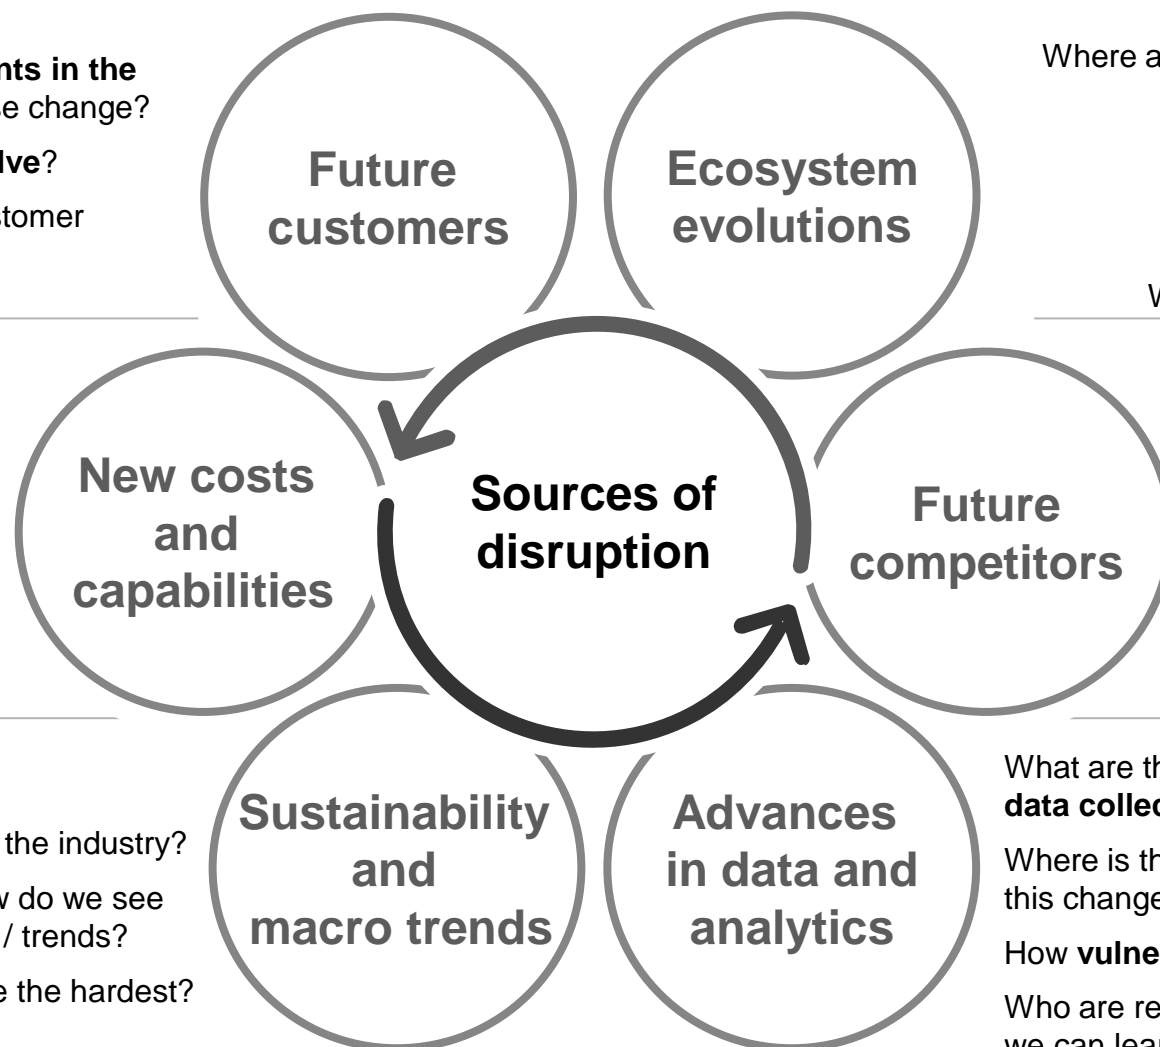 nts in the
se change?
lve?
stomer
Future
customers
Ecosystem
evolutions
Where a
W
New costs
and
capabilities
Sources of
disruption
Future
competitors
the industry?
w do we see
/ trends?
e the hardest?
Sustainability
and
macro trends
Advances
in data and
analytics
What are th
data collec
Where is th
this change
How vulne
Who are re
we can lear